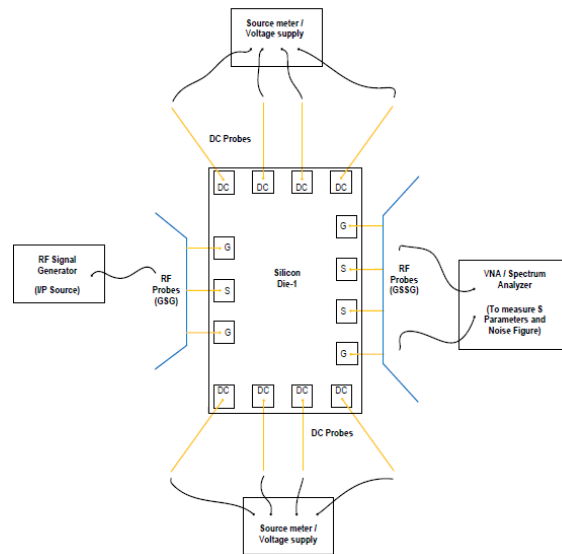 Source meter /
Voltage supply
DC Probes
DC DC DC DC
G
G
RF Signal
Generator
(I/P Source)
RF
Probes
(GSG)
S
G
Silicon
Die-1
S
S
G
RF
Probes
(GSSG)
VNA / Spectrum
Analyzer
(To measure S
Parameters and
Noise Figure)
DC DC DC DC
DC Probes
Source meter /
Voltage supply